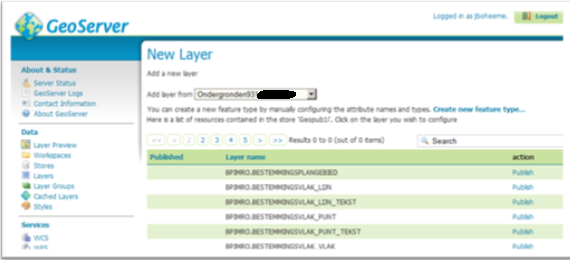 GeoServer
Logged in as jboheeme.
Logout
About & Status
Server Status
GeoServer Logs
Contact Information
About GeoServer
Data
Layer Preview
Workspaces
Stores
Layers
Layer Groups
Cached Layers
Styles
Services
WCS
WFS
New Layer
Add a new layer
Add layer from Ondergronden93
You can create a new feature type by manually configuring the attribute names and types. Create new feature type...
Here is a list of resources contained in the store 'Geopub1'. Click on the layer you wish to configure
<< < 1 2 3 4 5 > >> Results 0 to 0 (out of 0 items) Search
Published Layer name action
BPIMRO.BESTEMMINGSPLANGEBIED Publish
BPIMRO.BESTEMMINGSVLAK_LIJN Publish
BPIMRO.BESTEMMINGSVLAK_LIJN_TEKST Publish
BPIMRO.BESTEMMINGSVLAK_PUNT Publish
BPIMRO.BESTEMMINGSVLAK_PUNT_TEKST Publish
BPIMRO.BESTEMMINGSVLAK_VLAK Publish